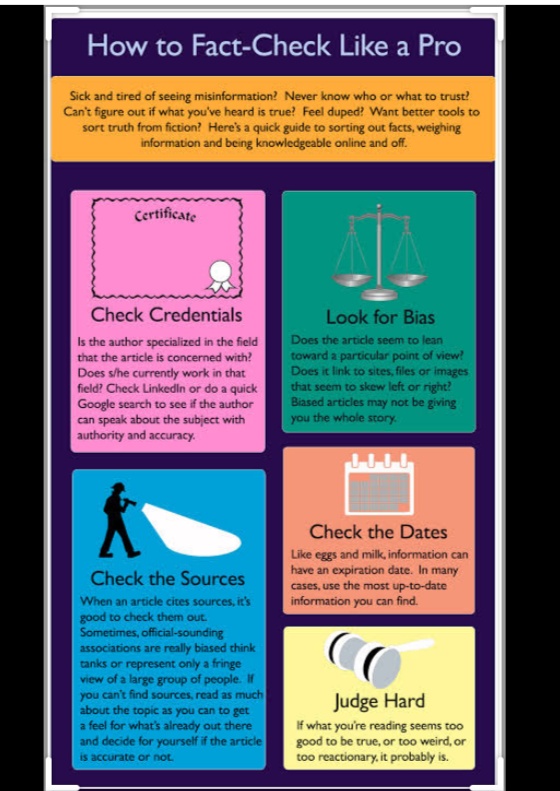 How to Fact-Check Like a Pro
Sick and tired of seeing misinformation? Never know who or what to trust?
Can't figure out if what you've heard is true? Feel duped? Want better tools to
sort truth from fiction? Here's a quick guide to sorting out facts, weighing
information and being knowledgeable online and off.
Certificate
Check Credentials
Is the author specialized in the field
that the article is concerned with?
Does s/he currently work in that
field? Check LinkedIn or do a quick
Google search to see if the author
can speak about the subject with
authority and accuracy.
Look for Bias
Does the article seem to lean
toward a particular point of view?
Does it link to sites, files or images
that seem to skew left or right?
Biased articles may not be giving
you the whole story.
Check the Sources
When an article cites sources, it's
good to check them out.
Sometimes, official-sounding
associations are really biased think
tanks or represent only a fringe
view of a large group of people. If
you can't find sources, read as much
about the topic as you can to get
a feel for what's already out there
and decide for yourself if the article
is accurate or not.
Check the Dates
Like eggs and milk, information can
have an expiration date. In many
cases, use the most up-to-date
information you can find.
Judge Hard
If what you're reading seems too
good to be true, or too weird, or
too reactionary, it probably is.